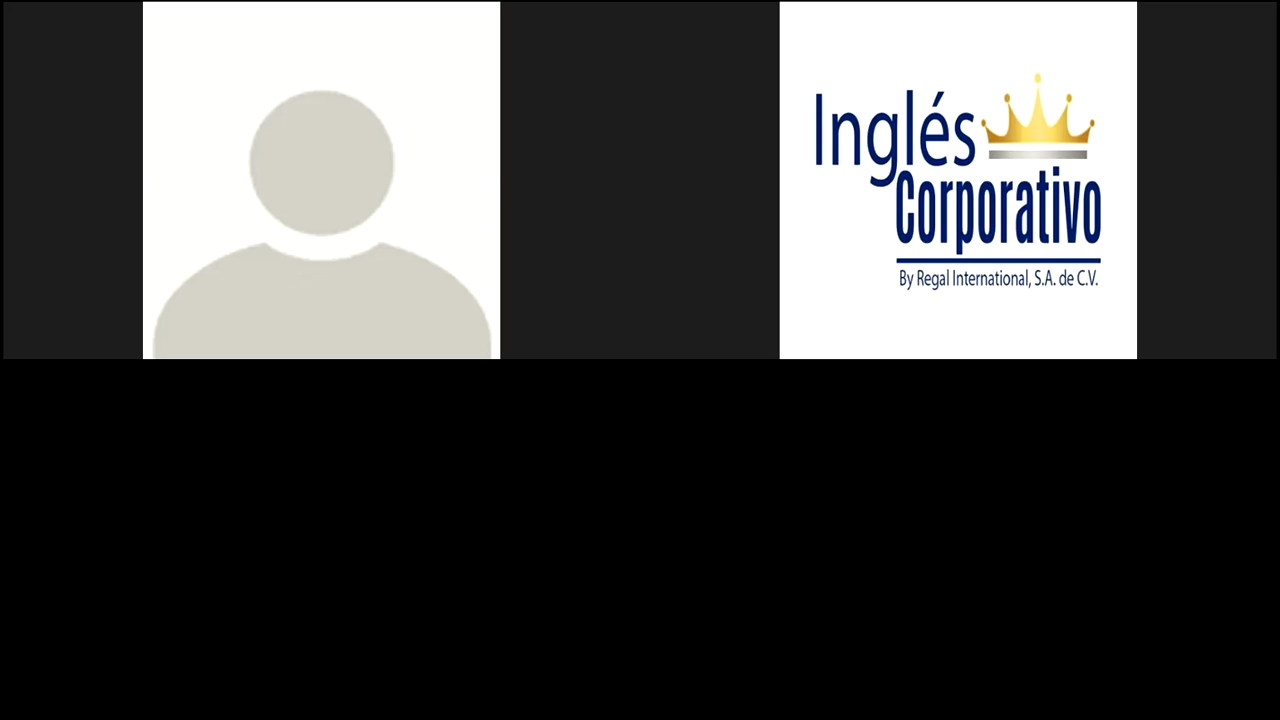 Inglés
Corporativo
By Regal International, S.A. de C.V.